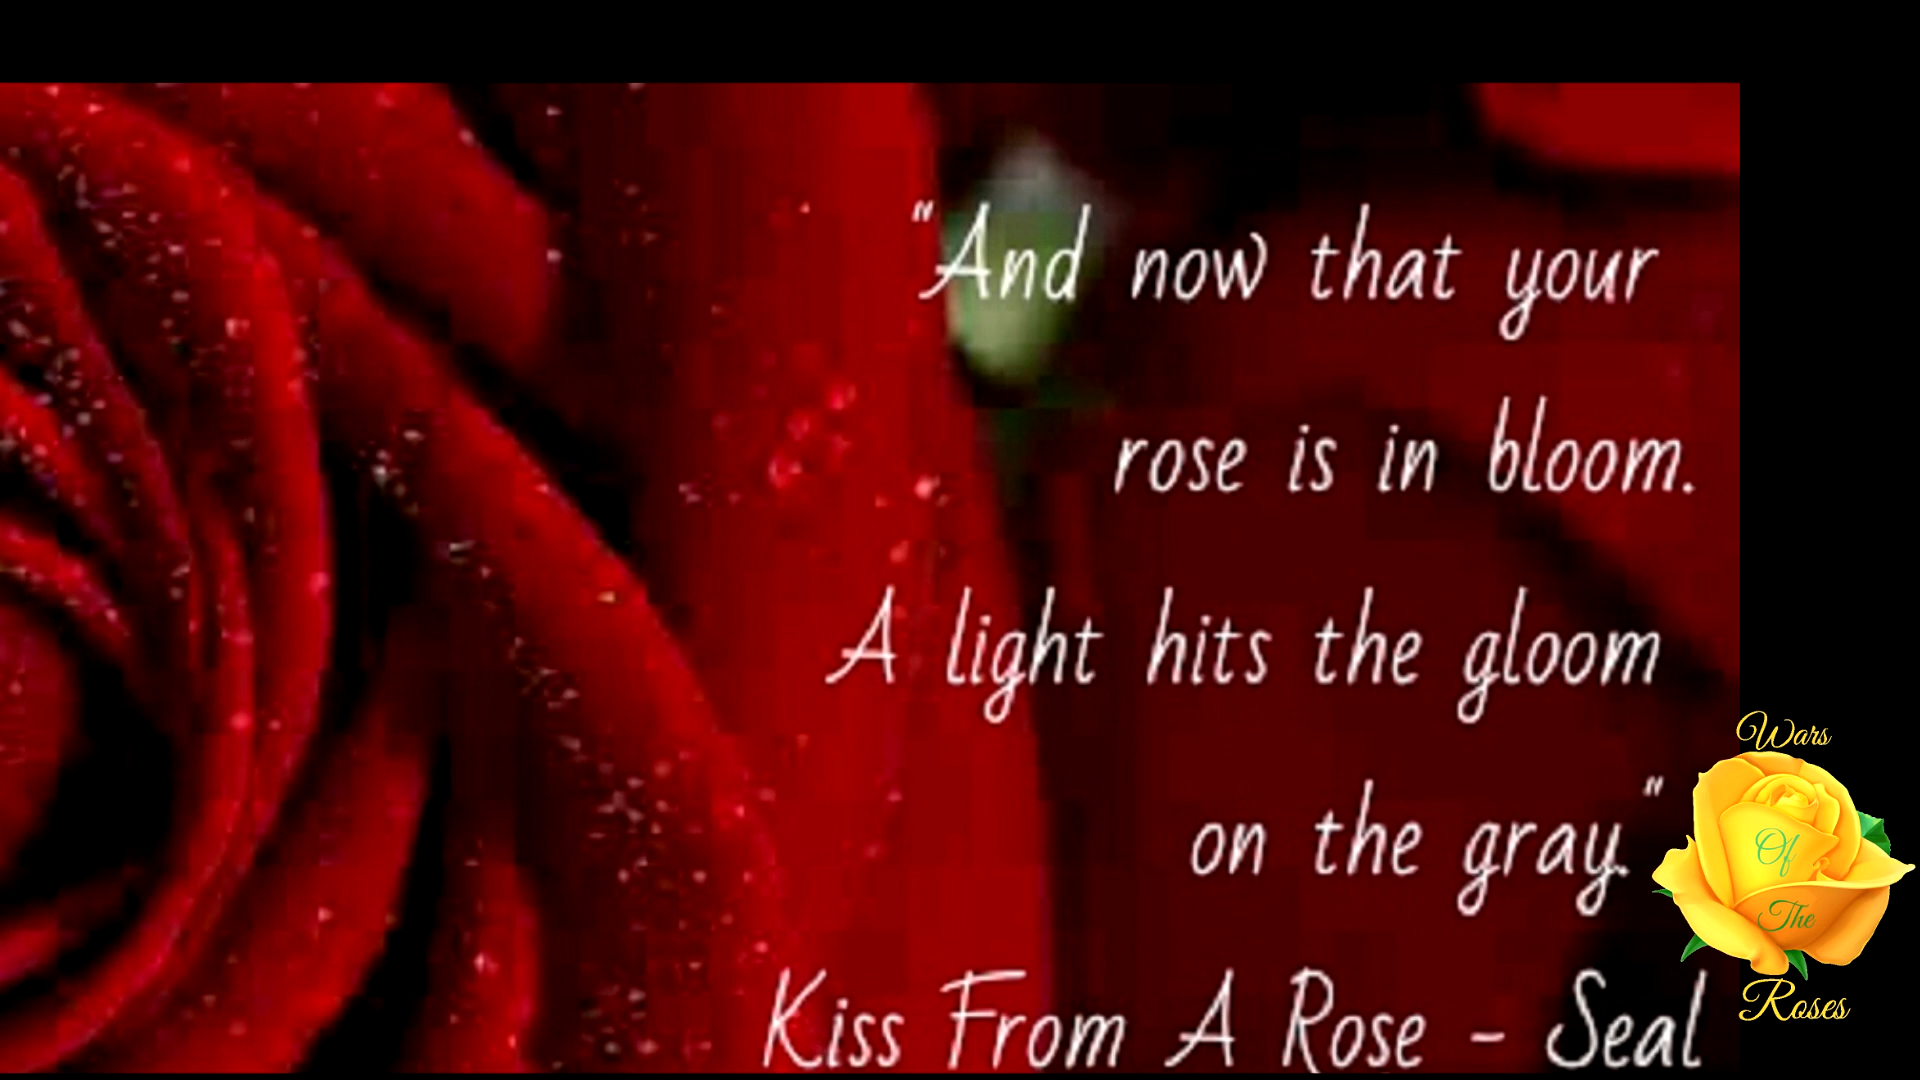 "And now that your
rose is in bloom.
A light hits the gloom
on the gray."
Kiss From A Rose - Seal
Wars
Of
The
Roses